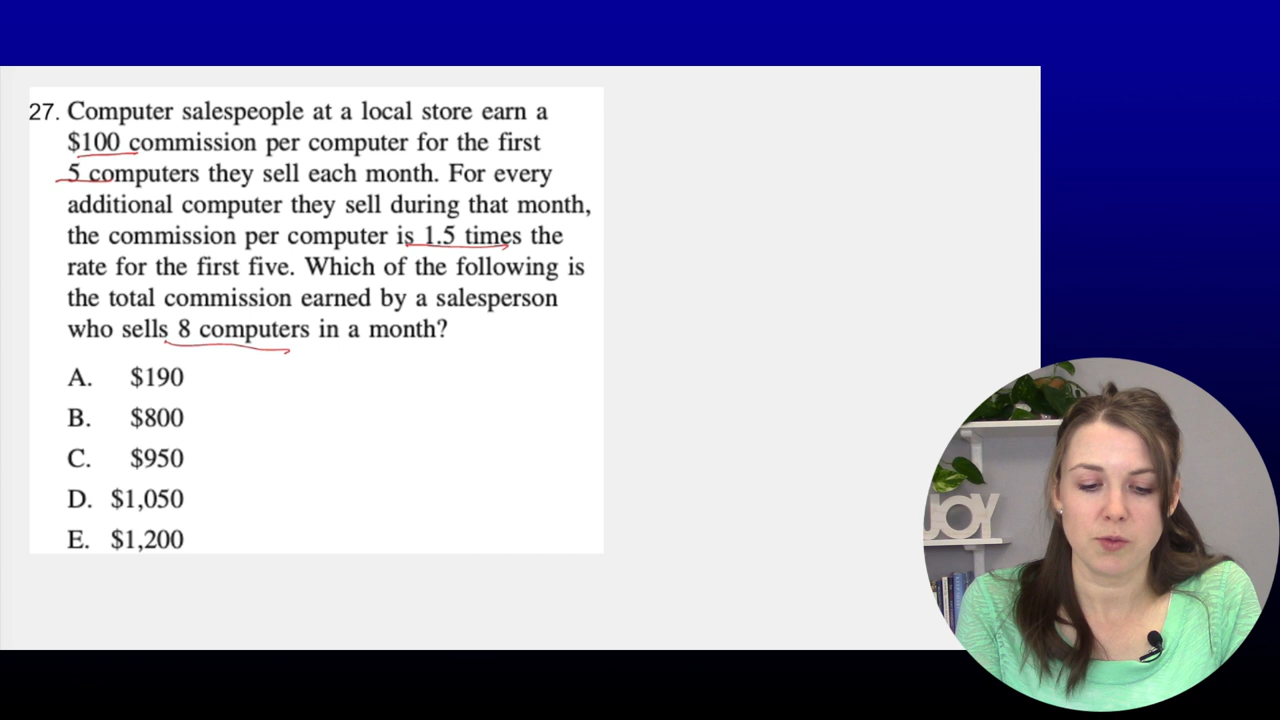 27. Computer salespeople at a local store earn a
$100 commission per computer for the first
5 computers they sell each month. For every
additional computer they sell during that month,
the commission per computer is 1.5 times the
rate for the first five. Which of the following is
the total commission earned by a salesperson
who sells 8 computers in a month?
A. $190
B. $800
C. $950
D. $1,050
E. $1,200
JOY